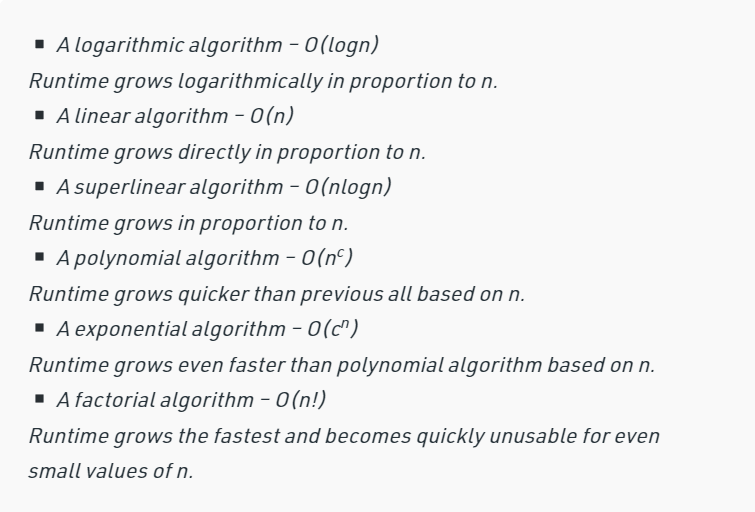 ▪ A logarithmic algorithm – O(logn)
Runtime grows logarithmically in proportion to n.
▪ A linear algorithm – O(n)
Runtime grows directly in proportion to n.
▪ A superlinear algorithm – O(nlogn)
Runtime grows in proportion to n.
▪ A polynomial algorithm – O(nᶜ)
Runtime grows quicker than previous all based on n.
▪ A exponential algorithm – O(cⁿ)
Runtime grows even faster than polynomial algorithm based on n.
▪ A factorial algorithm – O(n!)
Runtime grows the fastest and becomes quickly unusable for even
small values of n.